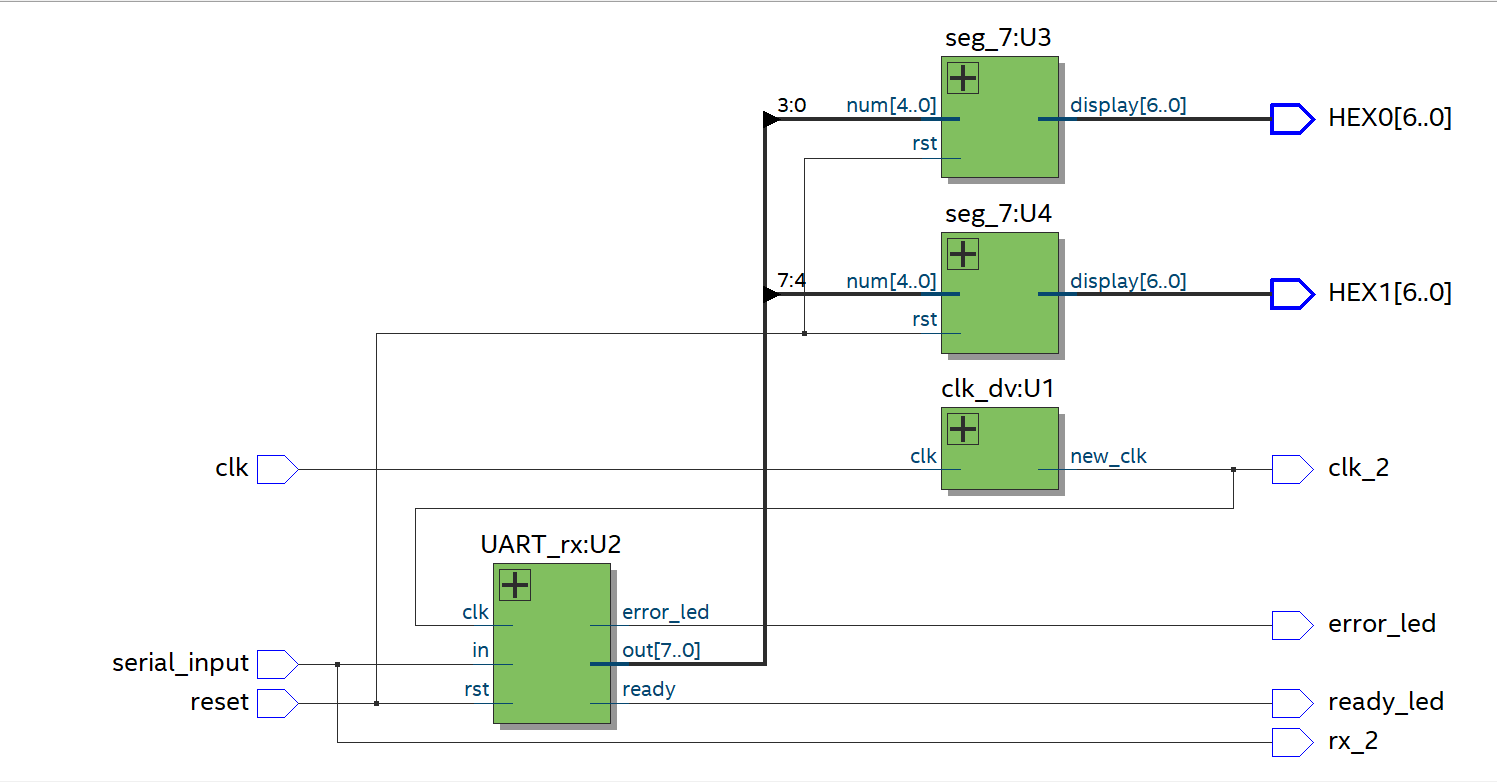 seg_7:U3
3:0 num[4..0] display[6..0] HEX0[6..0]
rst
seg_7:U4
7:4 num[4..0] display[6..0] HEX1[6..0]
rst
clk_dv:U1
clk clk new_clk clk_2
UART_rx:U2
clk error_led error_led
serial_input in out[7..0]
reset rst ready ready_led
rx_2